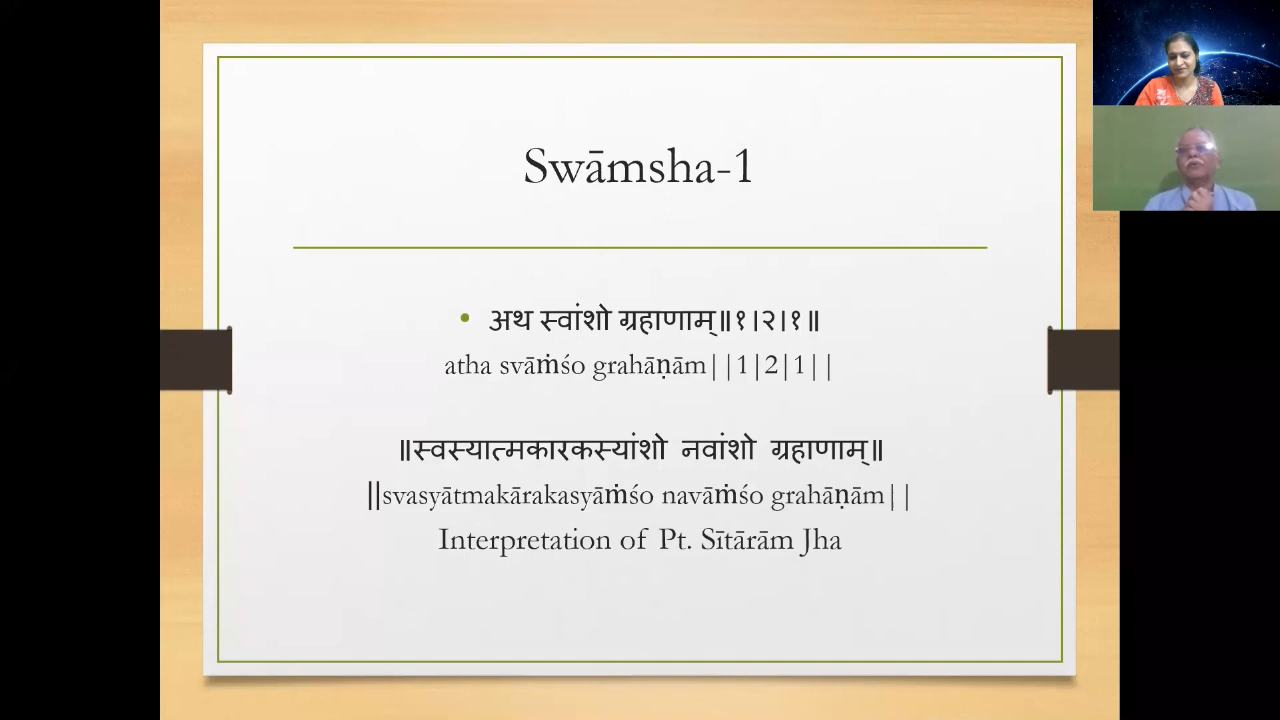 Swāmsha-1
अथ स्वांशो ग्रहाणाम्॥१।२।१॥
atha svāṁśo grahāṇām||1|2|1||
॥स्वस्यात्मकारकस्यांशो नवांशो ग्रहाणाम्॥
||svasyātmakārakasyāṁśo navāṁśo grahāṇām||
Interpretation of Pt. Sītārām Jha